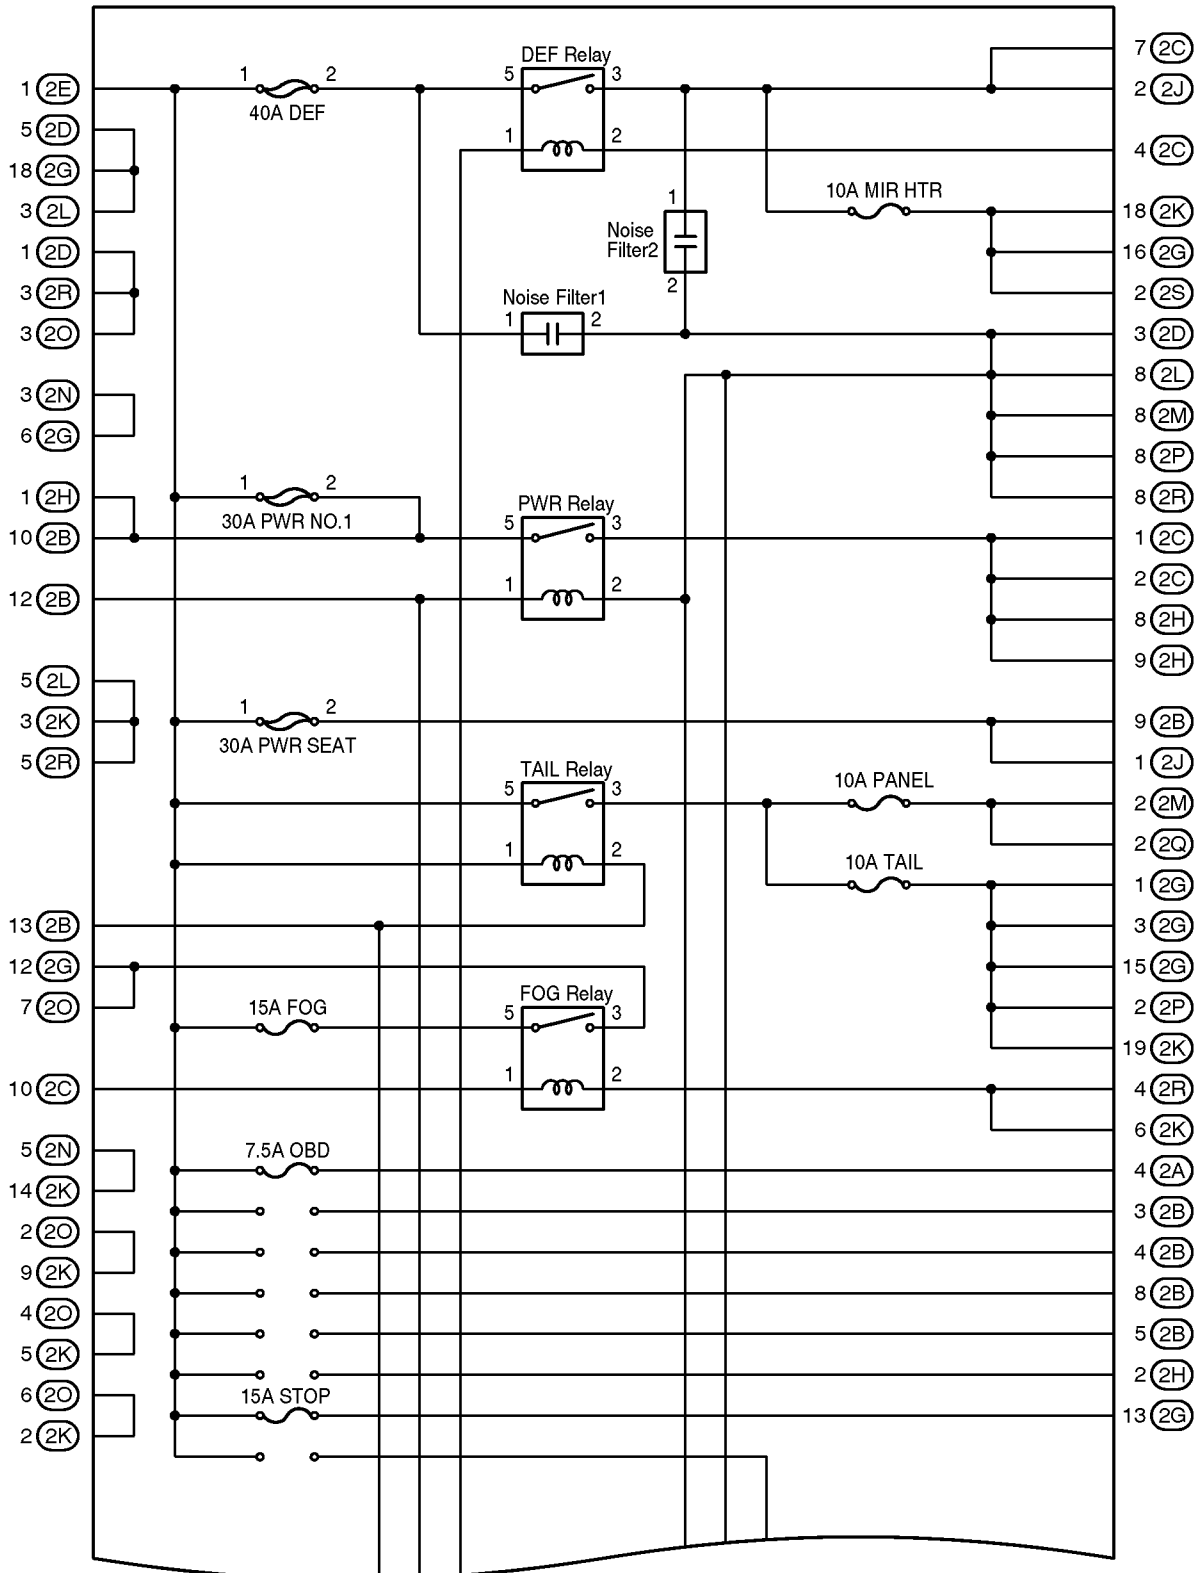 7 2C
DEF Relay
1 2E
1 2
40A DEF
5 3
2 2J
5 2D
1 2
4 2C
18 2G
10A MIR HTR
3 2L
1
18 2K
Noise
Filter2
1 2D
16 2G
2
3 2R
2 2S
Noise Filter1
3 2O
1 2
3 2D
8 2L
3 2N
8 2M
6 2G
8 2P
1 2H
1 2
30A PWR NO.1
8 2R
PWR Relay
10 2B
5 3
1 2C
2 2C
12 2B
1 2
8 2H
9 2H
5 2L
3 2K
1 2
30A PWR SEAT
9 2B
5 2R
1 2J
TAIL Relay
5 3
10A PANEL
2 2M
1 2
2 2Q
10A TAIL
1 2G
13 2B
3 2G
12 2G
15 2G
7 2O
15A FOG
FOG Relay
5 3
2 2P
19 2K
10 2C
1 2
4 2R
6 2K
5 2N
7.5A OBD
4 2A
14 2K
3 2B
2 2O
4 2B
9 2K
8 2B
4 2O
5 2B
5 2K
2 2H
6 2O
15A STOP
13 2G
2 2K